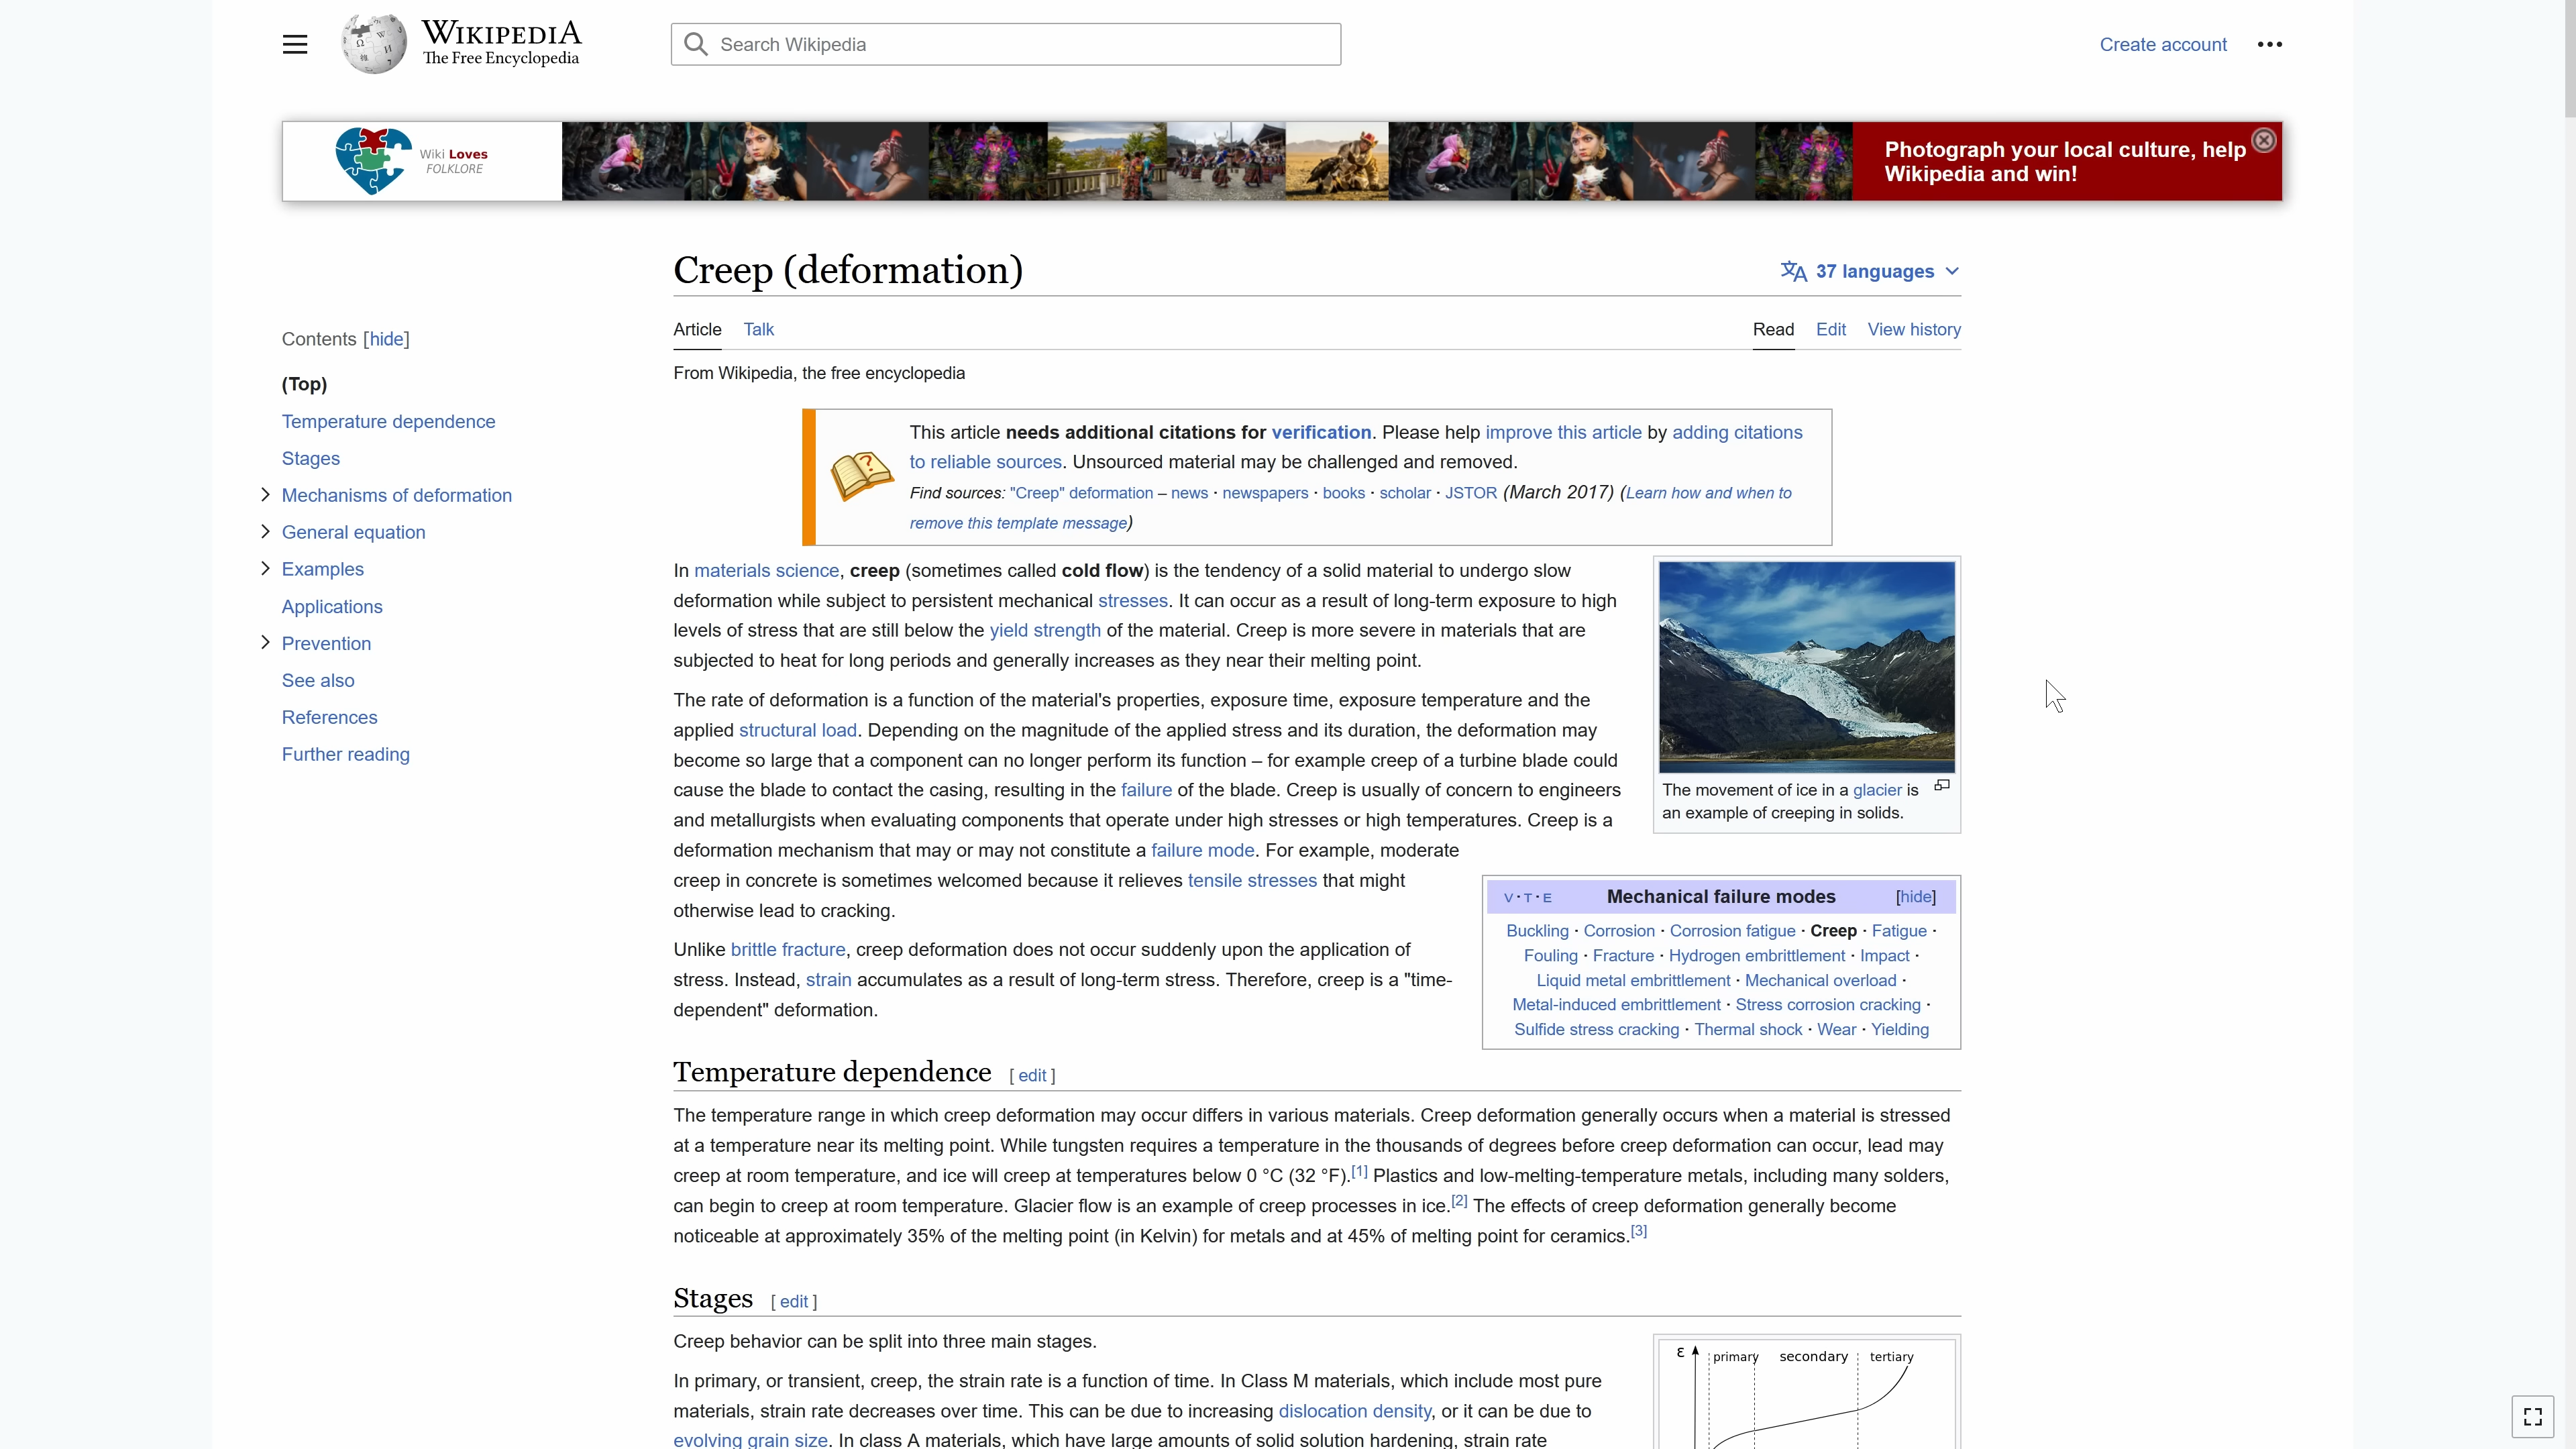 WIKIPEDIA
The Free Encyclopedia
Search Wikipedia
Create account
Wiki Loves
FOLKLORE
Photograph your local culture, help
Wikipedia and win!
Creep (deformation)
37 languages
Contents [hide]
(Top)
Temperature dependence
Stages
Mechanisms of deformation
General equation
Examples
Applications
Prevention
See also
References
Further reading
Article Talk
Read Edit View history
From Wikipedia, the free encyclopedia
This article needs additional citations for verification. Please help improve this article by adding citations
to reliable sources. Unsourced material may be challenged and removed.
Find sources: "Creep" deformation – news · newspapers · books · scholar · JSTOR (March 2017) (Learn how and when to
remove this template message)
In materials science, creep (sometimes called cold flow) is the tendency of a solid material to undergo slow
deformation while subject to persistent mechanical stresses. It can occur as a result of long-term exposure to high
levels of stress that are still below the yield strength of the material. Creep is more severe in materials that are
subjected to heat for long periods and generally increases as they near their melting point.
The rate of deformation is a function of the material's properties, exposure time, exposure temperature and the
applied structural load. Depending on the magnitude of the applied stress and its duration, the deformation may
become so large that a component can no longer perform its function – for example creep of a turbine blade could
cause the blade to contact the casing, resulting in the failure of the blade. Creep is usually of concern to engineers
and metallurgists when evaluating components that operate under high stresses or high temperatures. Creep is a
deformation mechanism that may or may not constitute a failure mode. For example, moderate
creep in concrete is sometimes welcomed because it relieves tensile stresses that might
otherwise lead to cracking.
Unlike brittle fracture, creep deformation does not occur suddenly upon the application of
stress. Instead, strain accumulates as a result of long-term stress. Therefore, creep is a "time-
dependent" deformation.
The movement of ice in a glacier is
an example of creeping in solids.
V · T · E Mechanical failure modes [hide]
Buckling · Corrosion · Corrosion fatigue · Creep · Fatigue ·
Fouling · Fracture · Hydrogen embrittlement · Impact ·
Liquid metal embrittlement · Mechanical overload ·
Metal-induced embrittlement · Stress corrosion cracking ·
Sulfide stress cracking · Thermal shock · Wear · Yielding
Temperature dependence [ edit ]
The temperature range in which creep deformation may occur differs in various materials. Creep deformation generally occurs when a material is stressed
at a temperature near its melting point. While tungsten requires a temperature in the thousands of degrees before creep deformation can occur, lead may
creep at room temperature, and ice will creep at temperatures below 0 °C (32 °F).[1] Plastics and low-melting-temperature metals, including many solders,
can begin to creep at room temperature. Glacier flow is an example of creep processes in ice.[2] The effects of creep deformation generally become
noticeable at approximately 35% of the melting point (in Kelvin) for metals and at 45% of melting point for ceramics.[3]
Stages [ edit ]
Creep behavior can be split into three main stages.
In primary, or transient, creep, the strain rate is a function of time. In Class M materials, which include most pure
materials, strain rate decreases over time. This can be due to increasing dislocation density, or it can be due to
evolving grain size. In class A materials, which have large amounts of solid solution hardening, strain rate
ε primary secondary tertiary